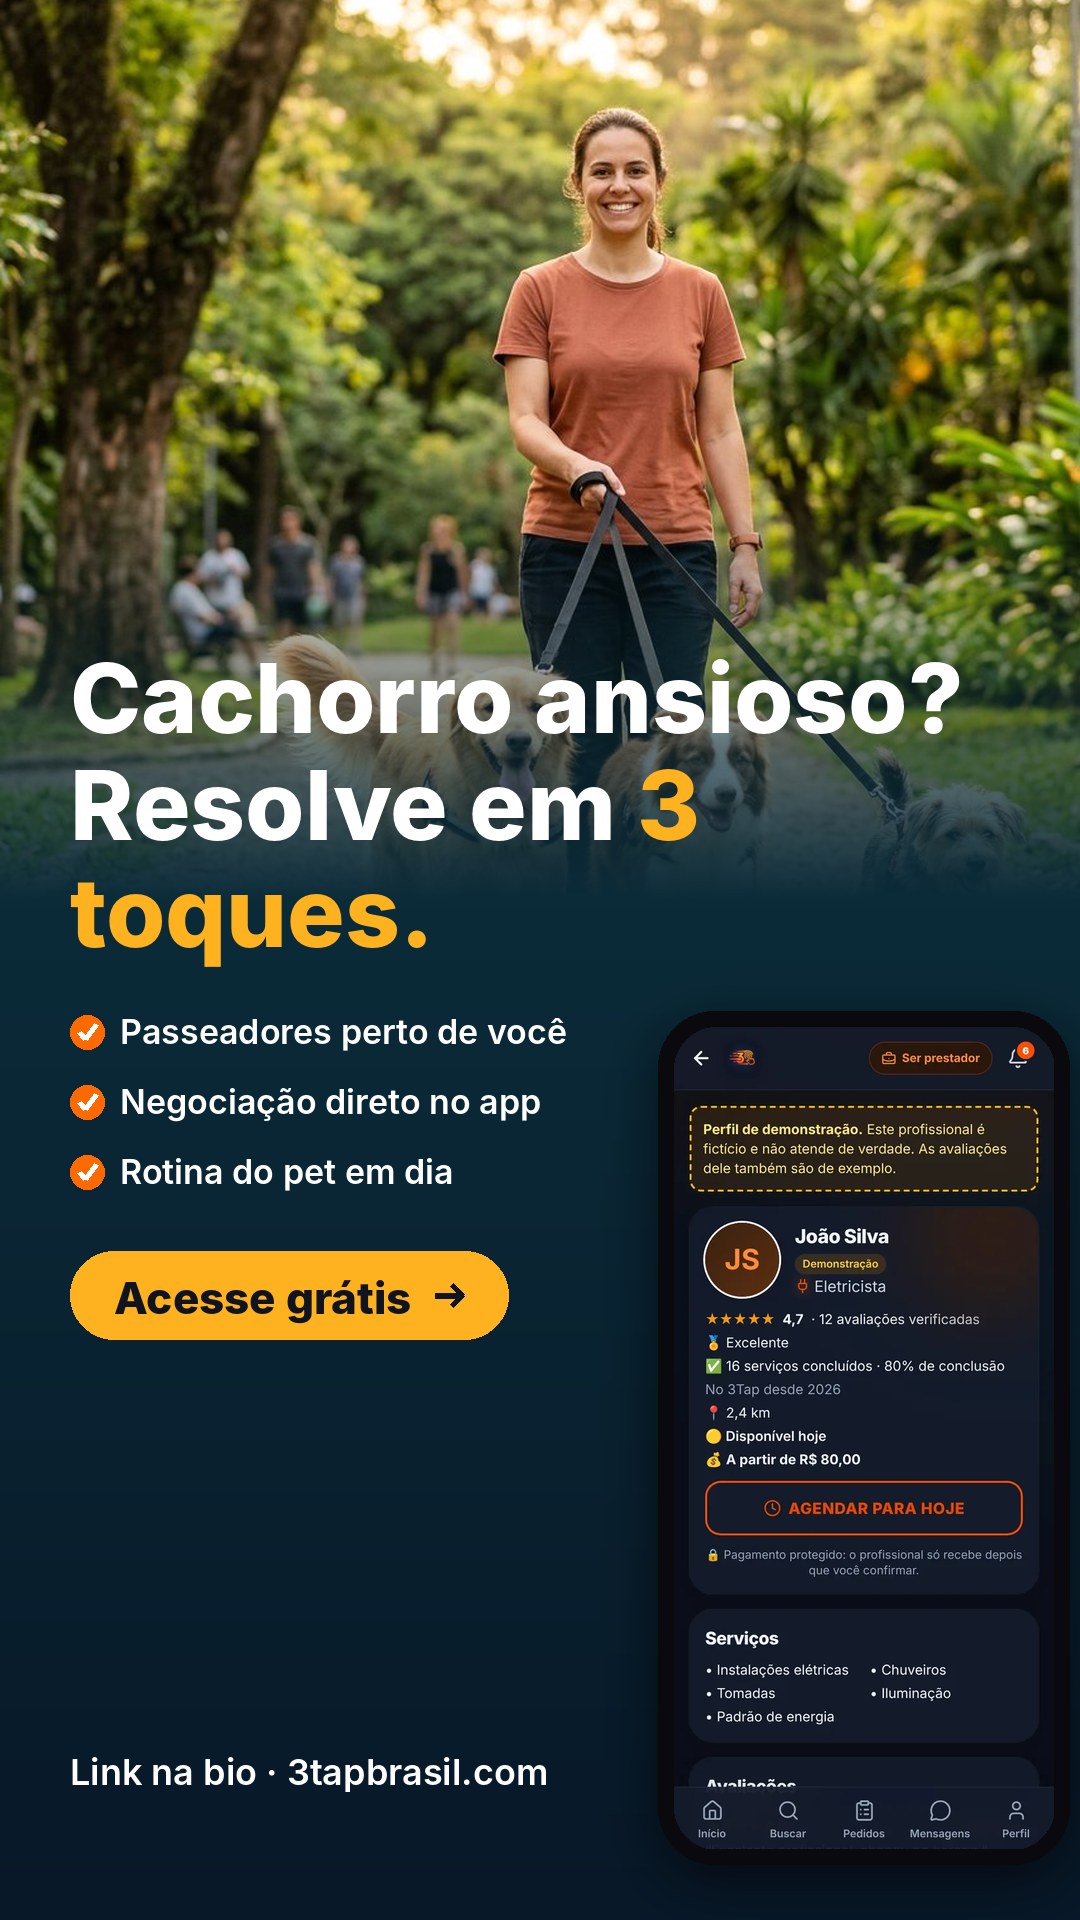 Cachorro ansioso?
Resolve em 3
toques.
Passeadores perto de você
Negociação direto no app
Rotina do pet em dia
Acesse grátis →
Link na bio · 3tapbrasil.com
Ser prestador
6
Perfil de demonstração. Este profissional é
fictício e não atende de verdade. As avaliações
dele também são de exemplo.
JS
João Silva
Demonstração
Eletricista
★★★★★ 4,7 · 12 avaliações verificadas
🏅 Excelente
✅ 16 serviços concluídos · 80% de conclusão
No 3Tap desde 2026
📍 2,4 km
🟡 Disponível hoje
💰 A partir de R$ 80,00
AGENDAR PARA HOJE
🔒 Pagamento protegido: o profissional só recebe depois
que você confirmar.
Serviços
• Instalações elétricas • Chuveiros
• Tomadas • Iluminação
• Padrão de energia
Avaliações
Início Buscar Pedidos Mensagens Perfil